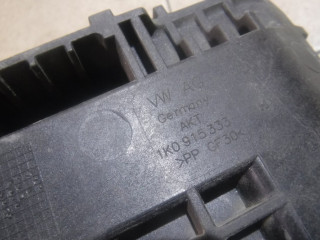 VW AG
Germany
AKT
1K0 915 333
>PP GF30<